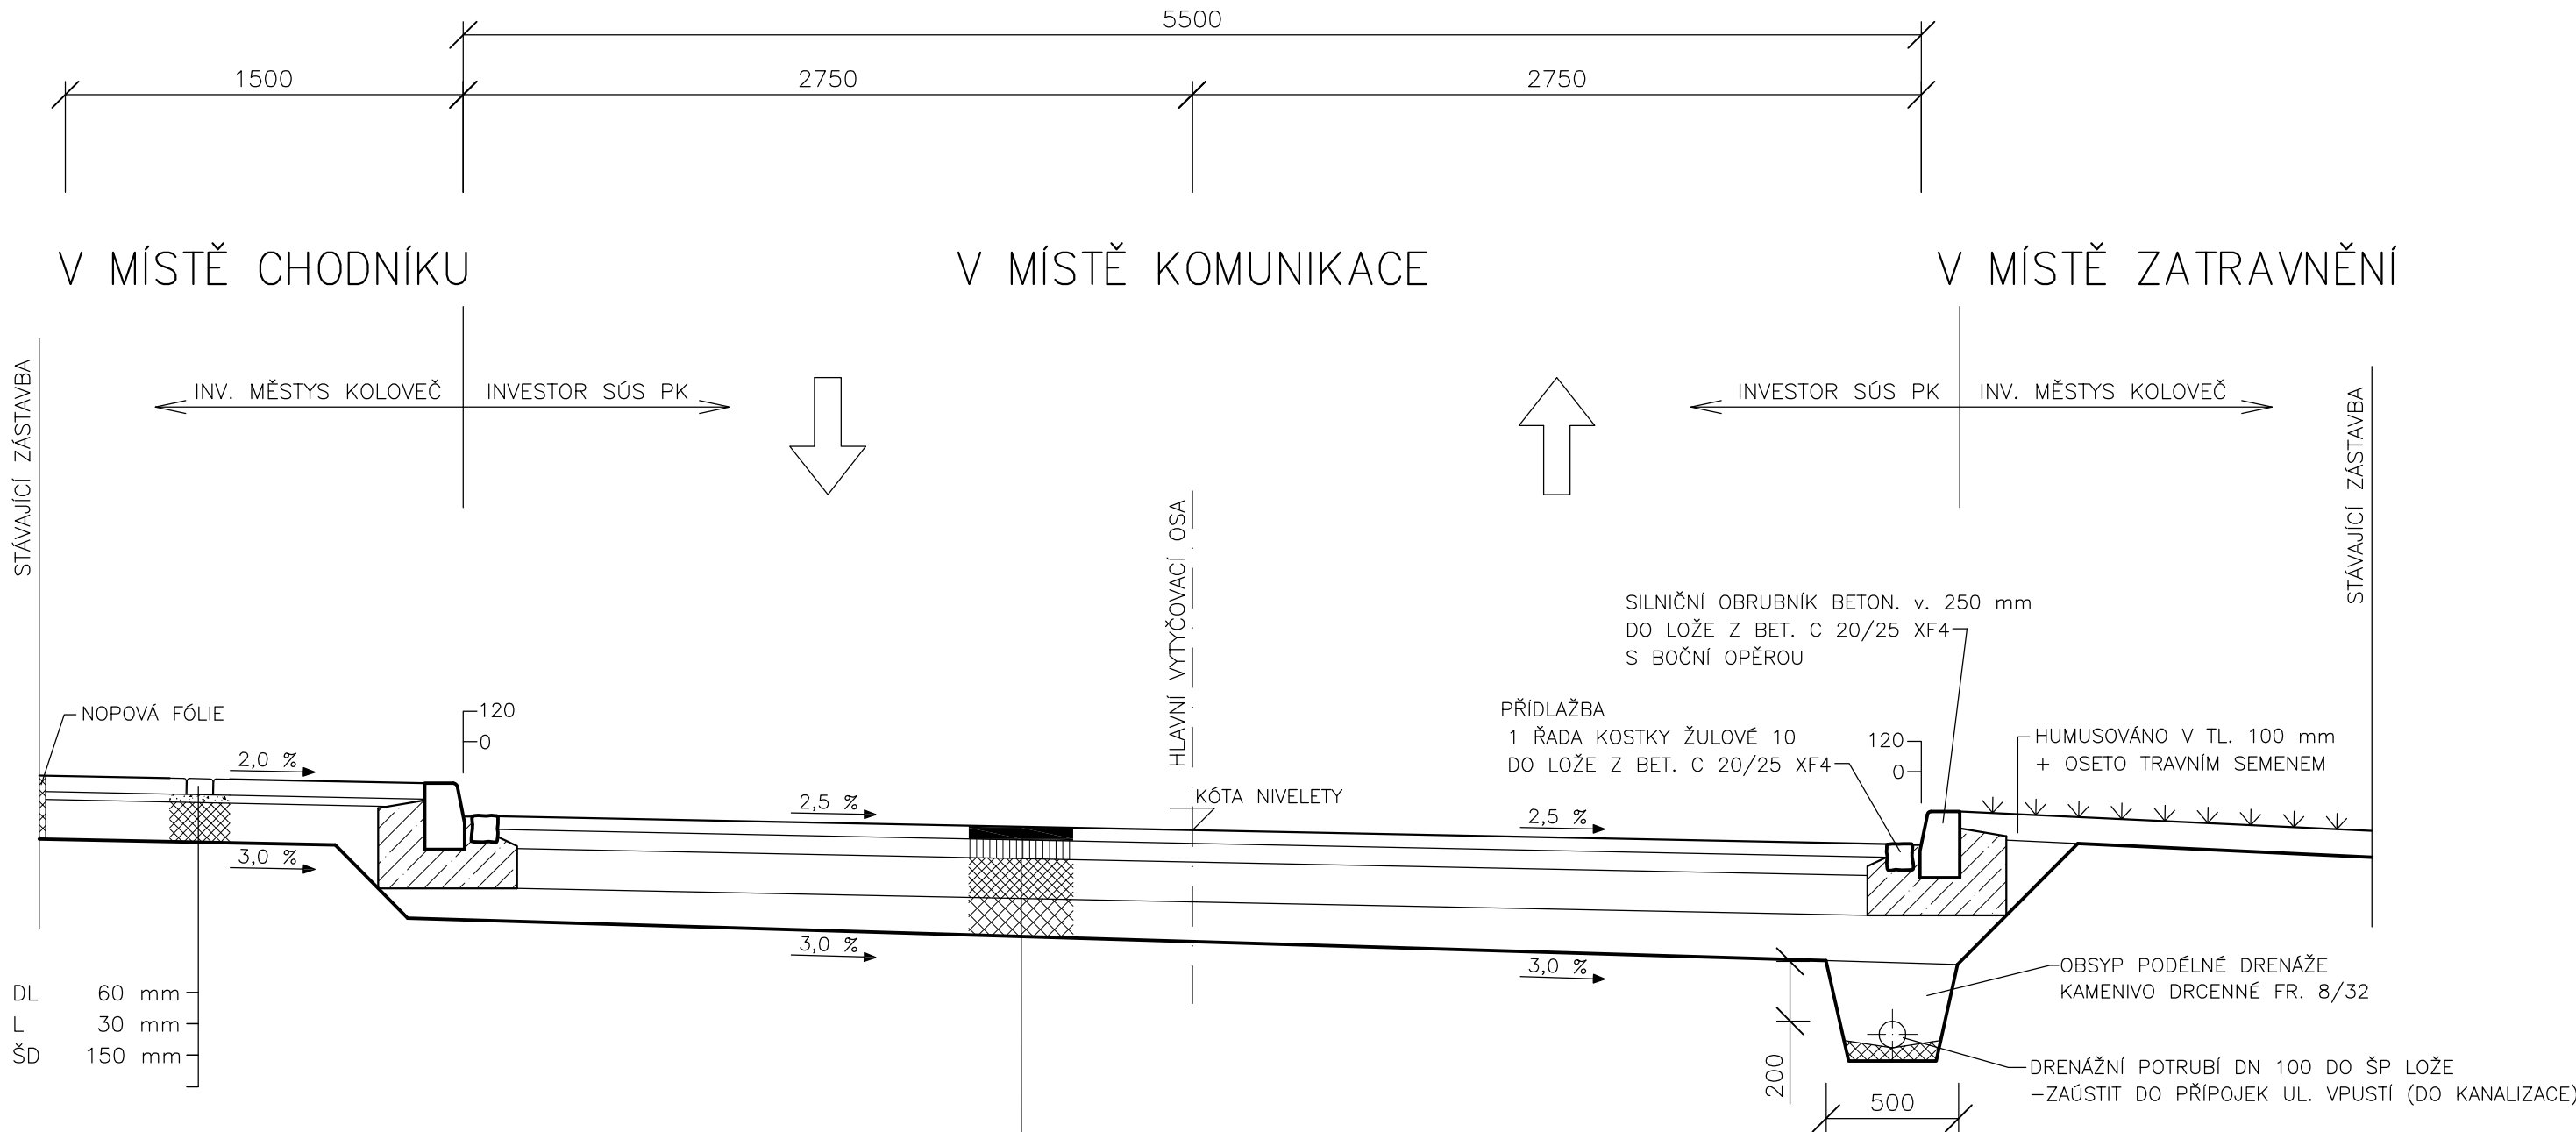 5500
1500
2750
2750
V MÍSTĚ CHODNÍKU
V MÍSTĚ KOMUNIKACE
V MÍSTĚ ZATRAVNĚNÍ
STÁVAJÍCÍ ZÁSTAVBA
INV. MĚSTYS KOLOVEČ
INVESTOR SÚS PK
INVESTOR SÚS PK
INV. MĚSTYS KOLOVEČ
STÁVAJÍCÍ ZÁSTAVBA
HLAVNÍ VYTYČOVACÍ OSA
SILNIČNÍ OBRUBNÍK BETON. v. 250 mm
DO LOŽE Z BET. C 20/25 XF4
S BOČNÍ OPĚROU
NOPOVÁ FÓLIE
120
0
PŘÍDLAŽBA
1 ŘADA KOSTKY ŽULOVÉ 10
DO LOŽE Z BET. C 20/25 XF4
120
0
HUMUSOVÁNO V TL. 100 mm
+ OSETO TRAVNÍM SEMENEM
2,0 %
2,5 %
KÓTA NIVELETY
2,5 %
3,0 %
3,0 %
3,0 %
OBSYP PODÉLNÉ DRENÁŽE
KAMENIVO DRCENNÉ FR. 8/32
DL 60 mm
L 30 mm
ŠD 150 mm
200
500
DRENÁŽNÍ POTRUBÍ DN 100 DO ŠP LOŽE
-ZAÚSTIT DO PŘÍPOJEK UL. VPUSTÍ (DO KANALIZACE)